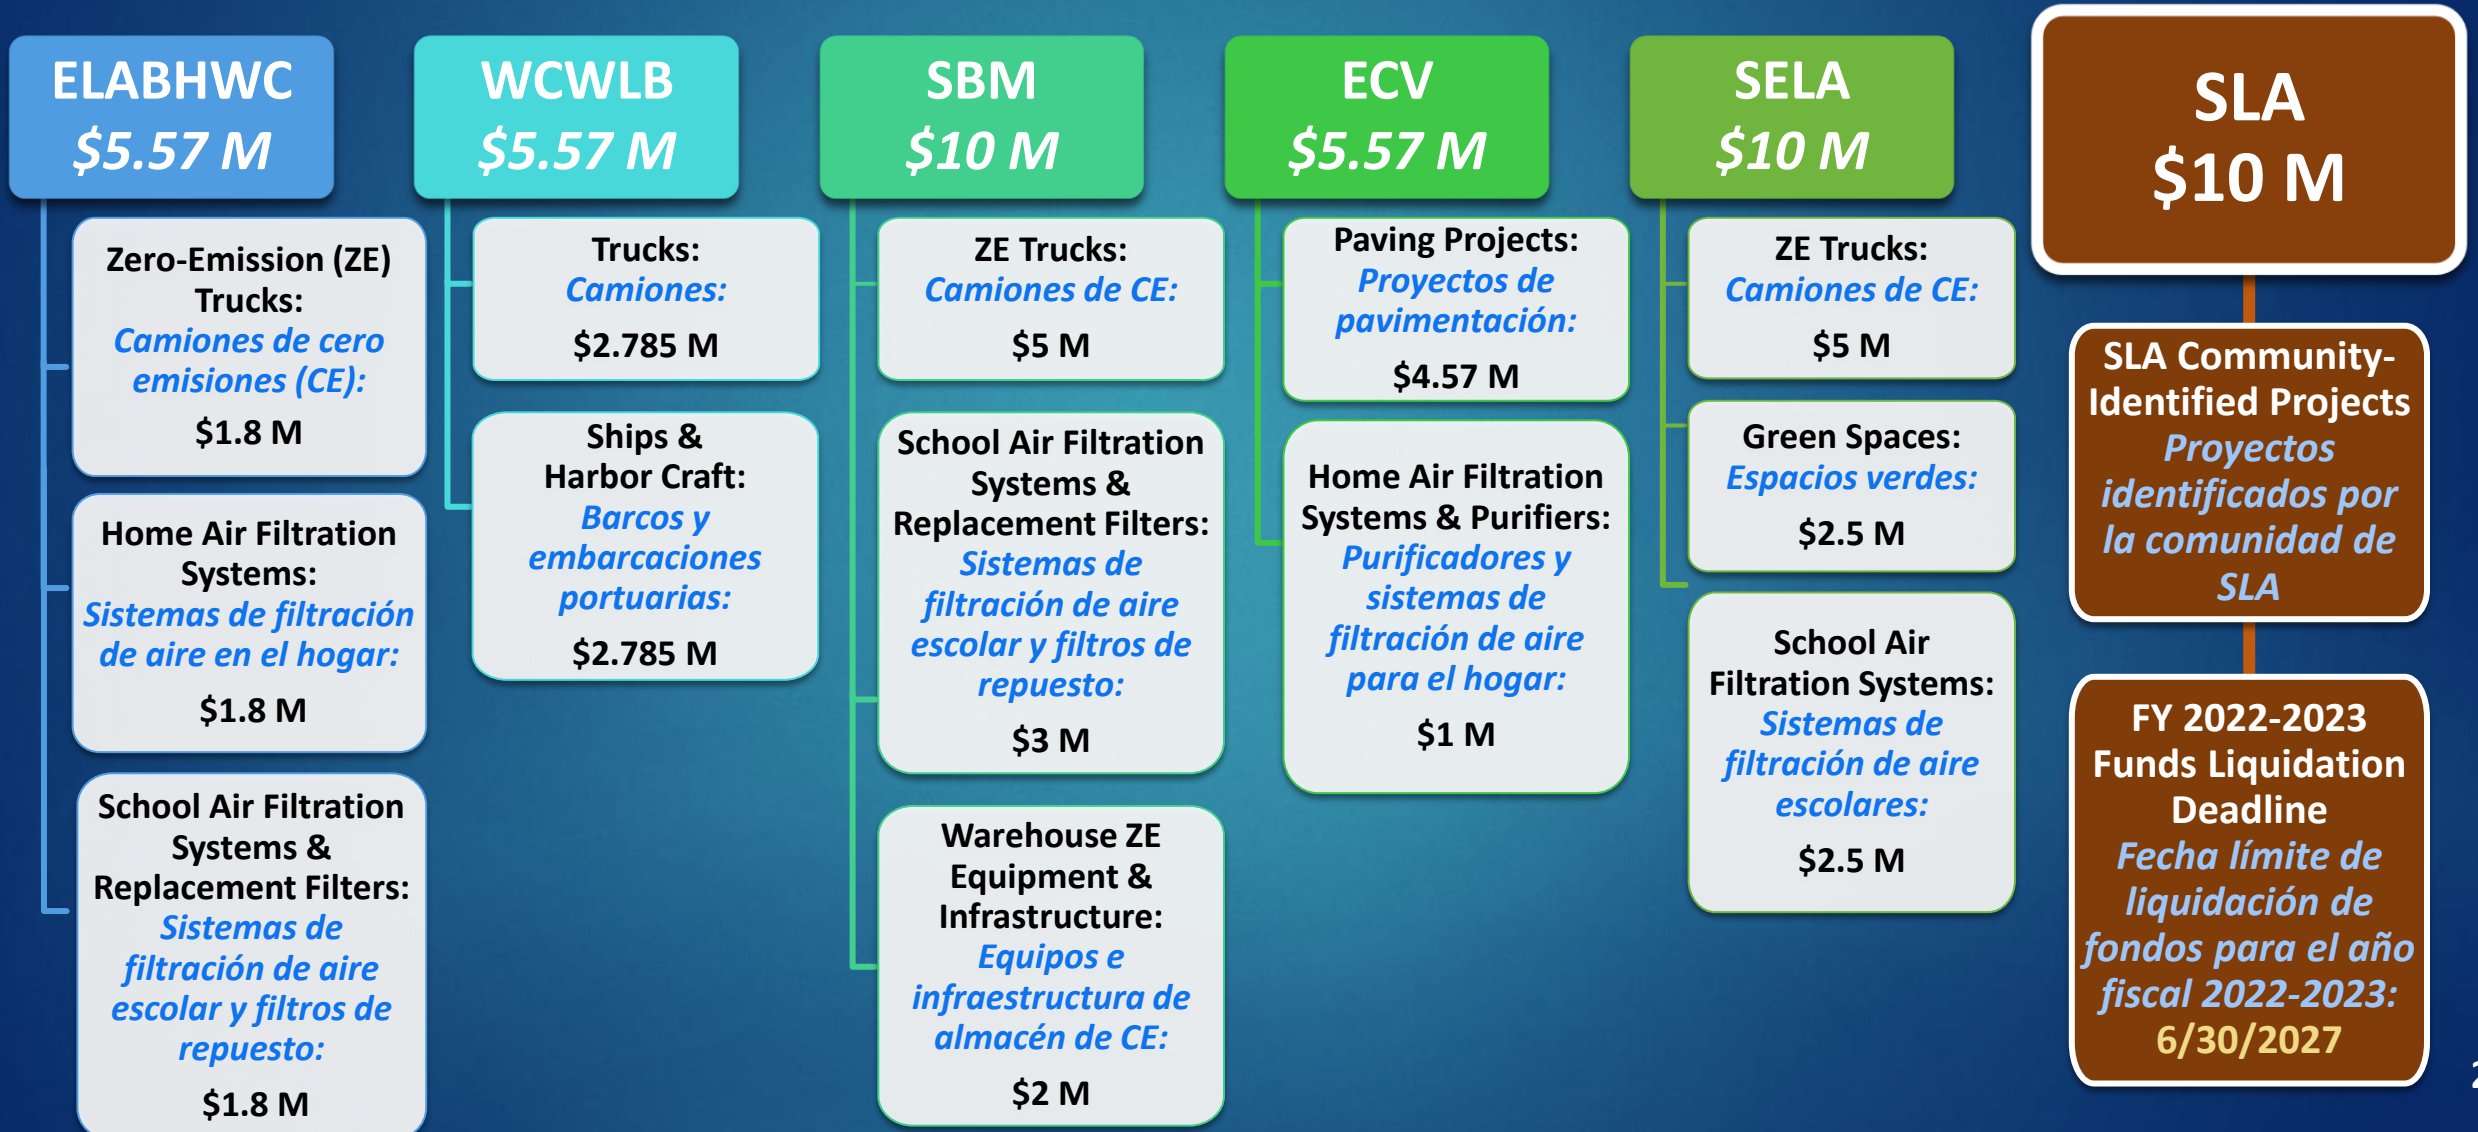 ELABHWC
$5.57 M
Zero-Emission (ZE)
Trucks:
Camiones de cero
emisiones (CE):
$1.8 M
Home Air Filtration
Systems:
Sistemas de filtración
de aire en el hogar:
$1.8 M
School Air Filtration
Systems &
Replacement Filters:
Sistemas de
filtración de aire
escolar y filtros de
repuesto:
$1.8 M
WCWLB
$5.57 M
Trucks:
Camiones:
$2.785 M
Ships &
Harbor Craft:
Barcos y
embarcaciones
portuarias:
$2.785 M
SBM
$10 M
ZE Trucks:
Camiones de CE:
$5 M
School Air Filtration
Systems &
Replacement Filters:
Sistemas de
filtración de aire
escolar y filtros de
repuesto:
$3 M
Warehouse ZE
Equipment &
Infrastructure:
Equipos e
infraestructura de
almacén de CE:
$2 M
ECV
$5.57 M
Paving Projects:
Proyectos de
pavimentación:
$4.57 M
Home Air Filtration
Systems & Purifiers:
Purificadores y
sistemas de
filtración de aire
para el hogar:
$1 M
SELA
$10 M
ZE Trucks:
Camiones de CE:
$5 M
Green Spaces:
Espacios verdes:
$2.5 M
School Air
Filtration Systems:
Sistemas de
filtración de aire
escolares:
$2.5 M
SLA
$10 M
SLA Community-
Identified Projects
Proyectos
identificados por
la comunidad de
SLA
FY 2022-2023
Funds Liquidation
Deadline
Fecha límite de
liquidación de
fondos para el año
fiscal 2022-2023:
6/30/2027